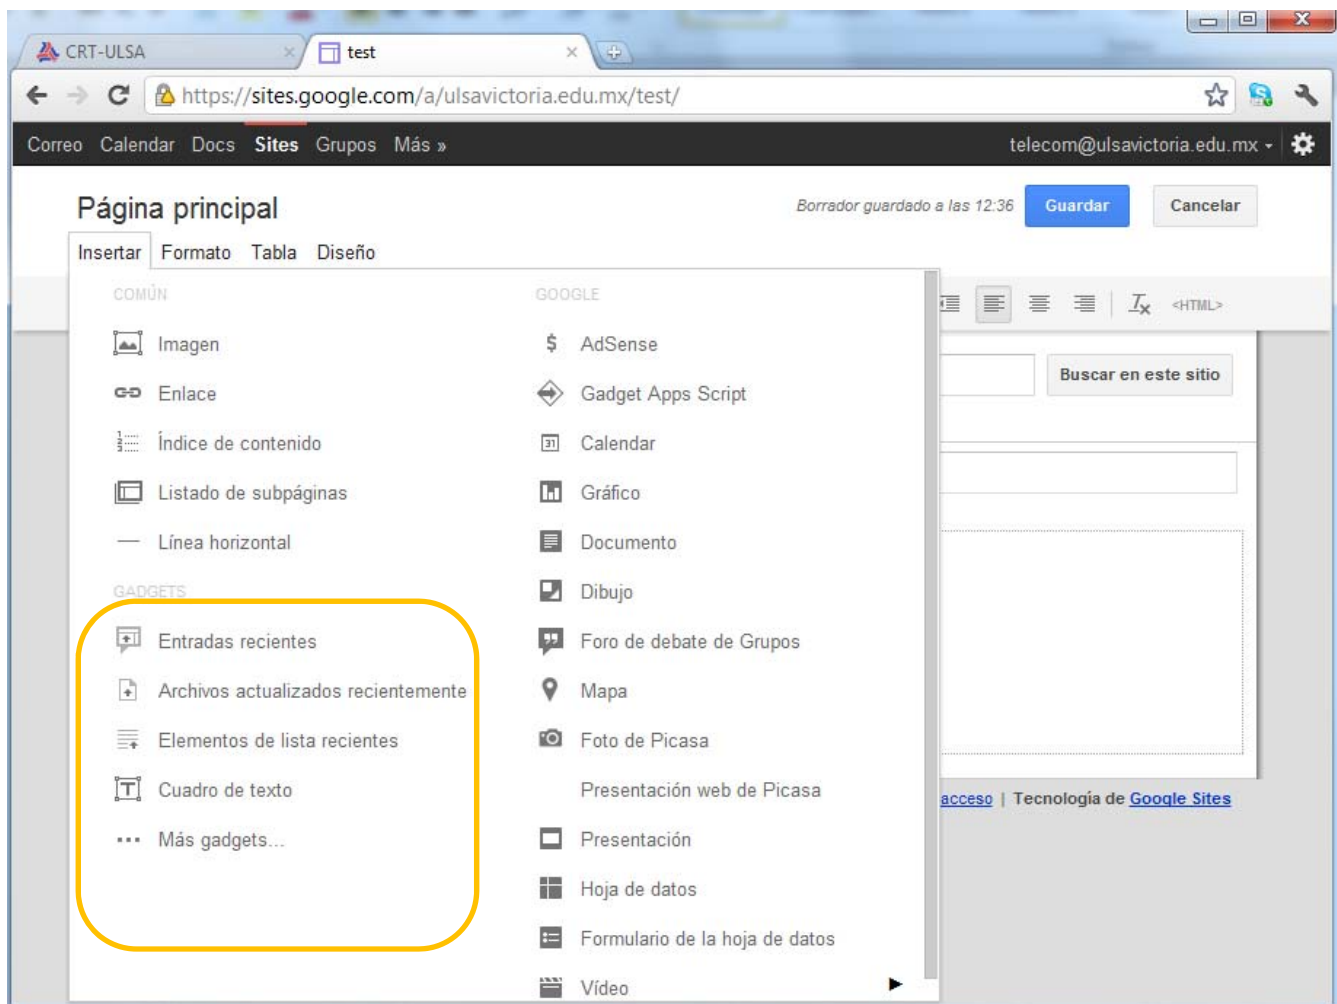 CRT-ULSA
test
https://sites.google.com/a/ulsavictoria.edu.mx/test/
Correo Calendar Docs Sites Grupos Más » telecom@ulsavictoria.edu.mx
Página principal
Borrador guardado a las 12:36 Guardar Cancelar
Insertar Formato Tabla Diseño
<HTML>
Buscar en este sitio
COMÚN
Imagen
Enlace
Índice de contenido
Listado de subpáginas
Línea horizontal
GADGETS
Entradas recientes
Archivos actualizados recientemente
Elementos de lista recientes
Cuadro de texto
Más gadgets...
GOOGLE
AdSense
Gadget Apps Script
31 Calendar
Gráfico
Documento
Dibujo
Foro de debate de Grupos
Mapa
Foto de Picasa
Presentación web de Picasa
Presentación
Hoja de datos
Formulario de la hoja de datos
Vídeo
acceso | Tecnología de Google Sites